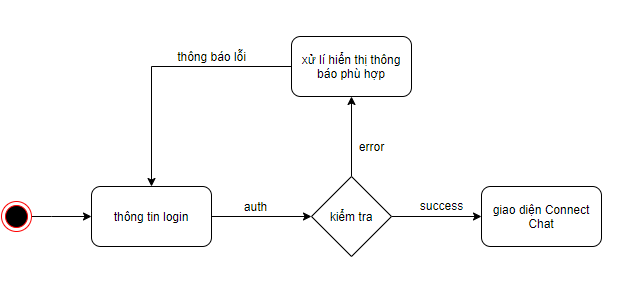 thông báo lỗi
xử lí hiển thị thông
báo phù hợp
error
thông tin login
auth
kiểm tra
success
giao diện Connect
Chat